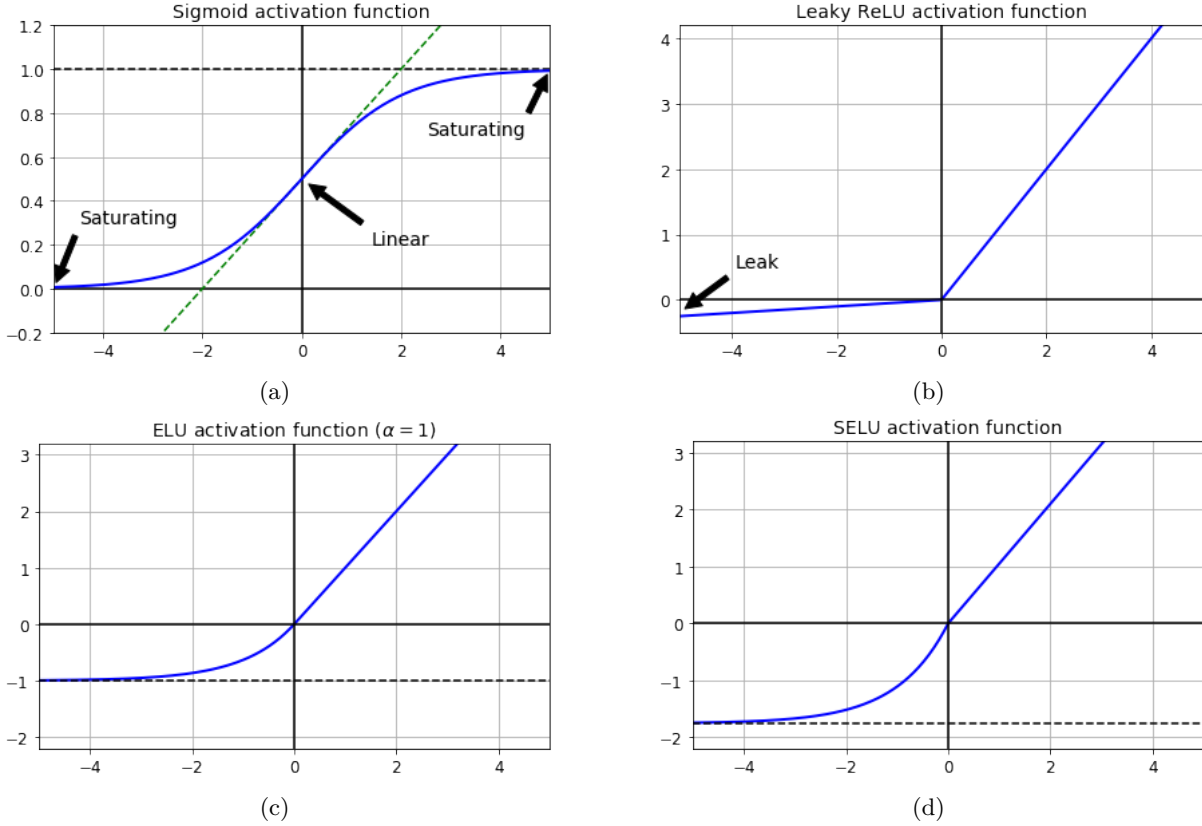 Sigmoid activation function
1.2
1.0
0.8
0.6
0.4
0.2
0.0
−0.2
Saturating
Saturating
Linear
−4 −2 0 2 4
(a)
Leaky ReLU activation function
4
3
2
1
0
Leak
−4 −2 0 2 4
(b)
ELU activation function (α = 1)
3
2
1
0
−1
−2
−4 −2 0 2 4
(c)
SELU activation function
3
2
1
0
−1
−2
−4 −2 0 2 4
(d)